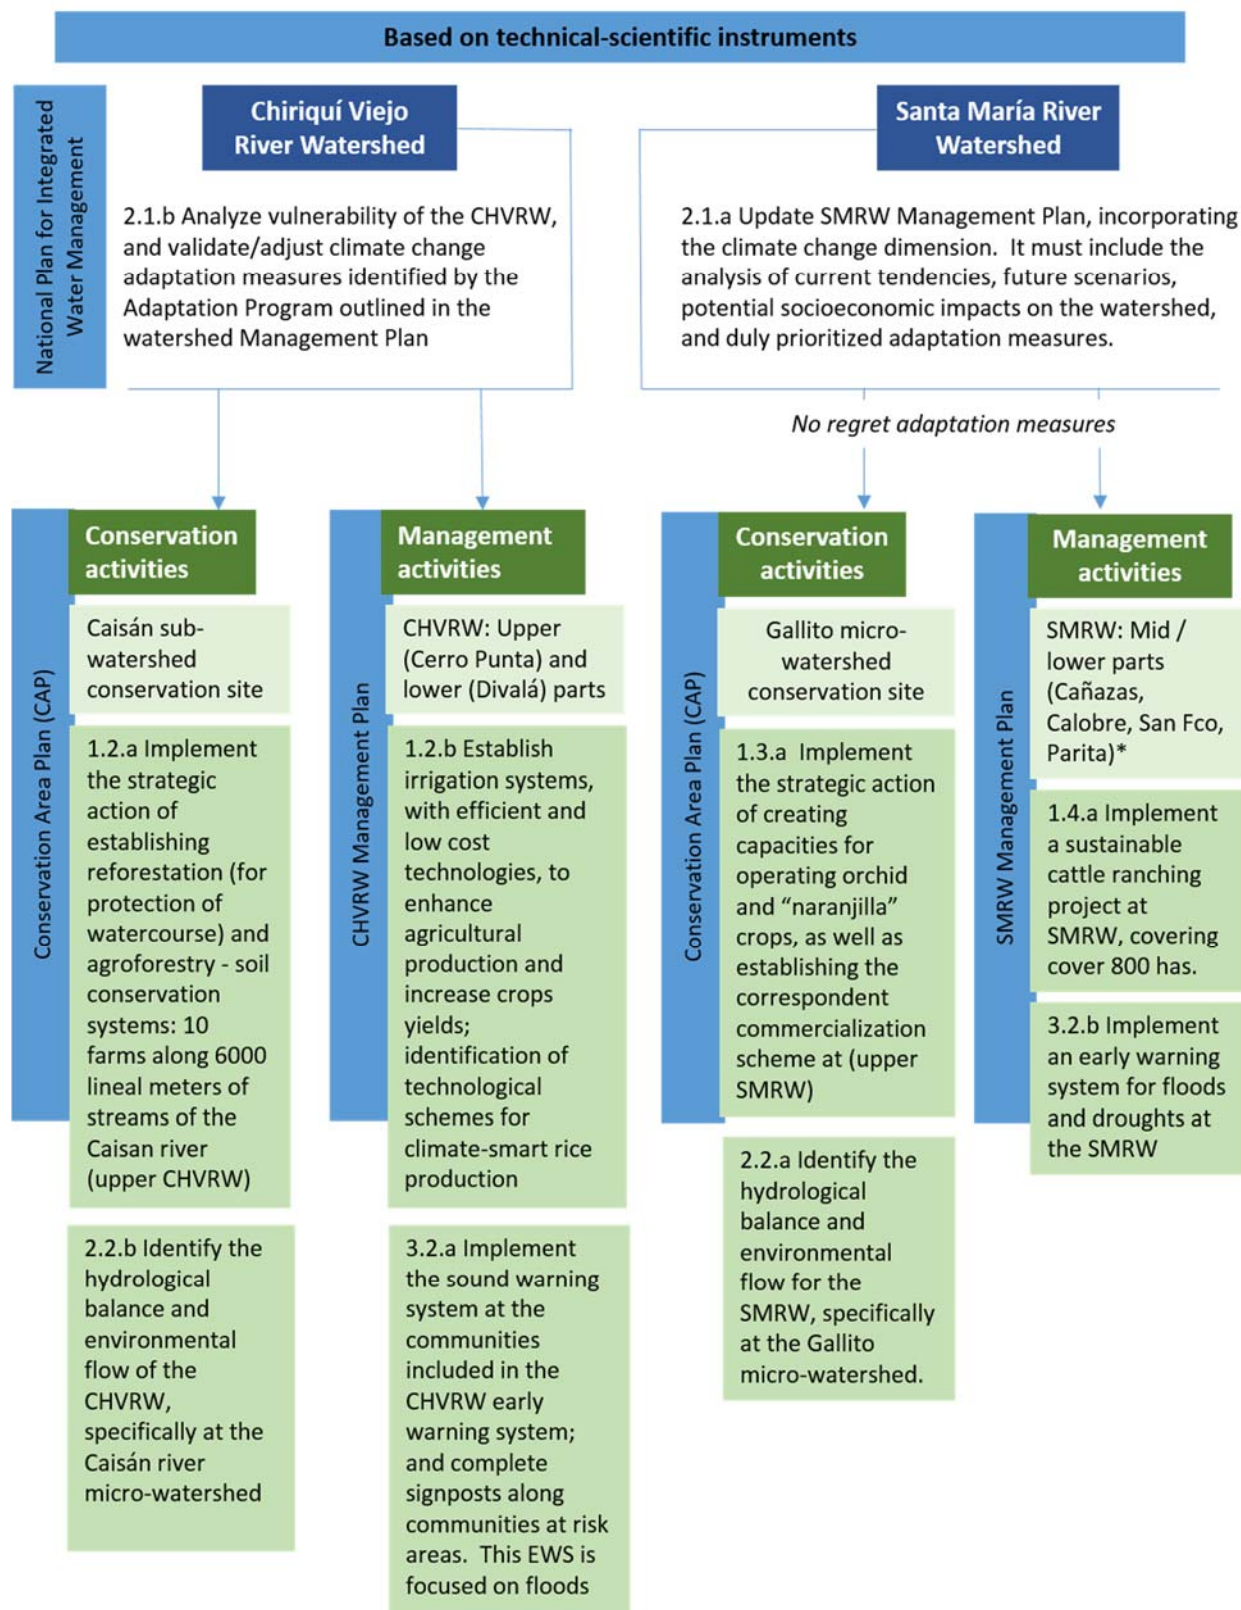 Based on technical-scientific instruments
National Plan for Integrated
Water Management
Chiriquí Viejo
River Watershed
2.1.b Analyze vulnerability of the CHVRW,
and validate/adjust climate change
adaptation measures identified by the
Adaptation Program outlined in the
watershed Management Plan
Santa María River
Watershed
2.1.a Update SMRW Management Plan, incorporating
the climate change dimension.  It must include the
analysis of current tendencies, future scenarios,
potential socioeconomic impacts on the watershed,
and duly prioritized adaptation measures.
No regret adaptation measures
Conservation Area Plan (CAP)
Conservation
activities
Caisán sub-
watershed
conservation site
1.2.a Implement
the strategic
action of
establishing
reforestation (for
protection of
watercourse) and
agroforestry - soil
conservation
systems: 10
farms along 6000
lineal meters of
streams of the
Caisan river
(upper CHVRW)
2.2.b Identify the
hydrological
balance and
environmental
flow of the
CHVRW,
specifically at the
Caisán river
micro-watershed
CHVRW Management Plan
Management
activities
CHVRW: Upper
(Cerro Punta) and
lower (Divalá) parts
1.2.b Establish
irrigation systems,
with efficient and
low cost
technologies, to
enhance
agricultural
production and
increase crops
yields;
identification of
technological
schemes for
climate-smart rice
production
3.2.a Implement
the sound warning
system at the
communities
included in the
CHVRW early
warning system;
and complete
signposts along
communities at risk
areas.  This EWS is
focused on floods
Conservation Area Plan (CAP)
Conservation
activities
Gallito micro-
watershed
conservation site
1.3.a  Implement
the strategic action
of creating
capacities for
operating orchid
and “naranjilla”
crops, as well as
establishing the
correspondent
commercialization
scheme at (upper
SMRW)
2.2.a Identify the
hydrological
balance and
environmental
flow for the
SMRW, specifically
at the Gallito
micro-watershed.
SMRW Management Plan
Management
activities
SMRW: Mid /
lower parts
(Cañazas,
Calobre, San Fco,
Parita)*
1.4.a Implement
a sustainable
cattle ranching
project at
SMRW, covering
cover 800 has.
3.2.b Implement
an early warning
system for floods
and droughts at
the SMRW